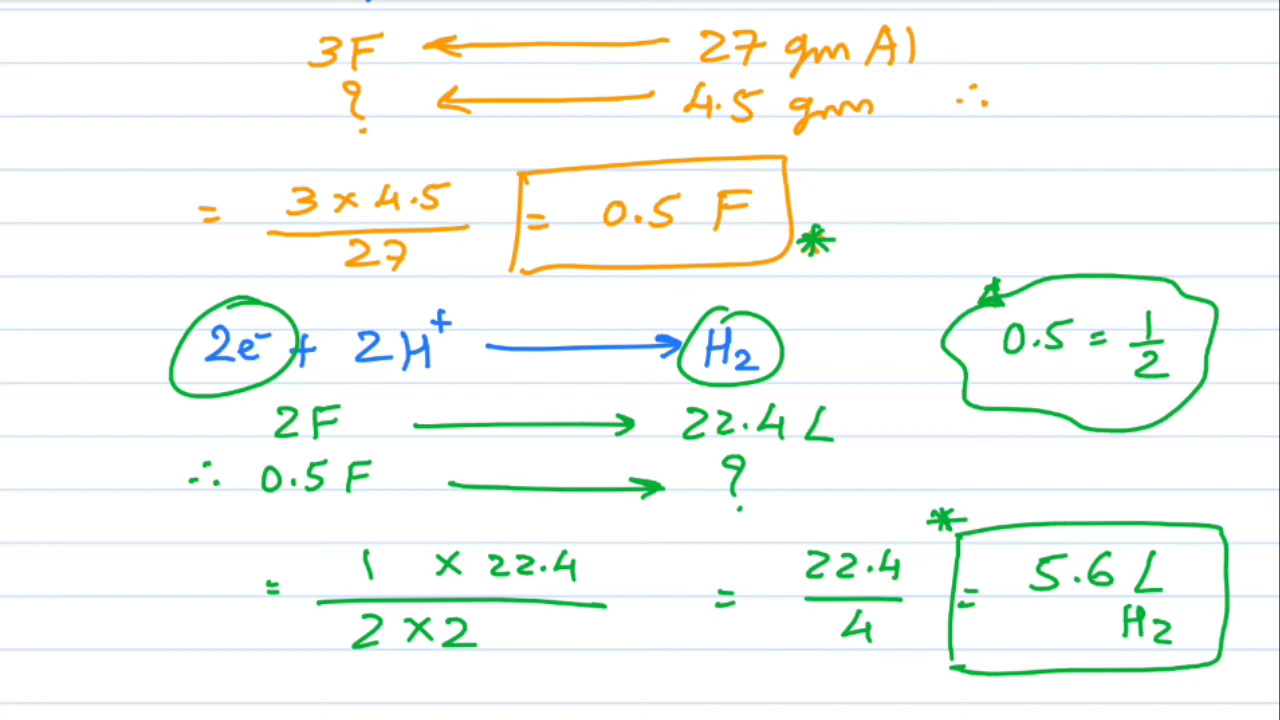 3F ← 27 gm Al
? ← 4.5 gm ∴
= 3 × 4.5 / 27 = 0.5 F *
2e⁻ + 2H⁺ → H₂
0.5 = 1/2
2F → 22.4 L
∴ 0.5 F → ?
= 1 × 22.4 / 2 × 2 = 22.4 / 4 = 5.6 L H₂ *